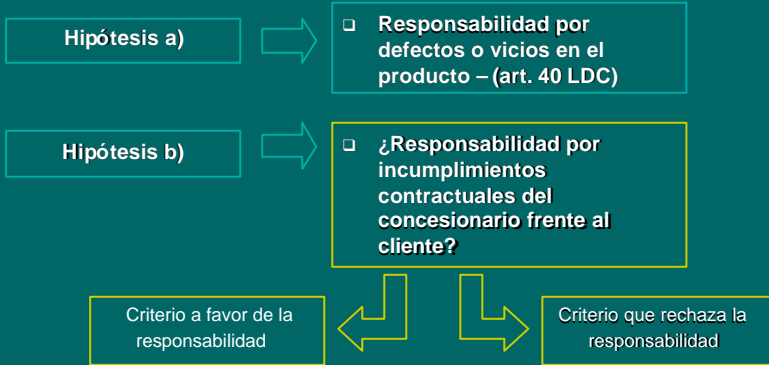 Hipótesis a)
❑ Responsabilidad por
defectos o vicios en el
producto – (art. 40 LDC)
Hipótesis b)
❑ ¿Responsabilidad por
incumplimientos
contractuales del
concesionario frente al
cliente?
Criterio a favor de la
responsabilidad
Criterio que rechaza la
responsabilidad